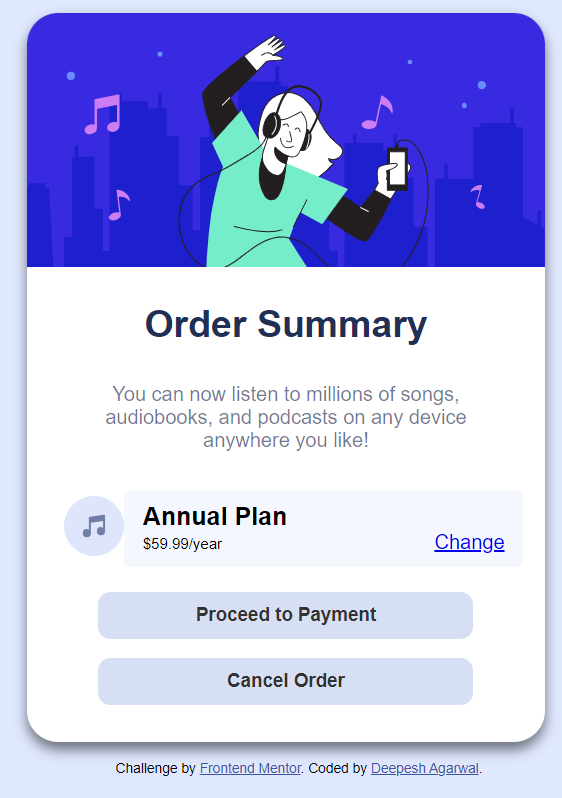 Order Summary
You can now listen to millions of songs,
audiobooks, and podcasts on any device
anywhere you like!
Annual Plan
$59.99/year
Change
Proceed to Payment
Cancel Order
Challenge by Frontend Mentor. Coded by Deepesh Agarwal.